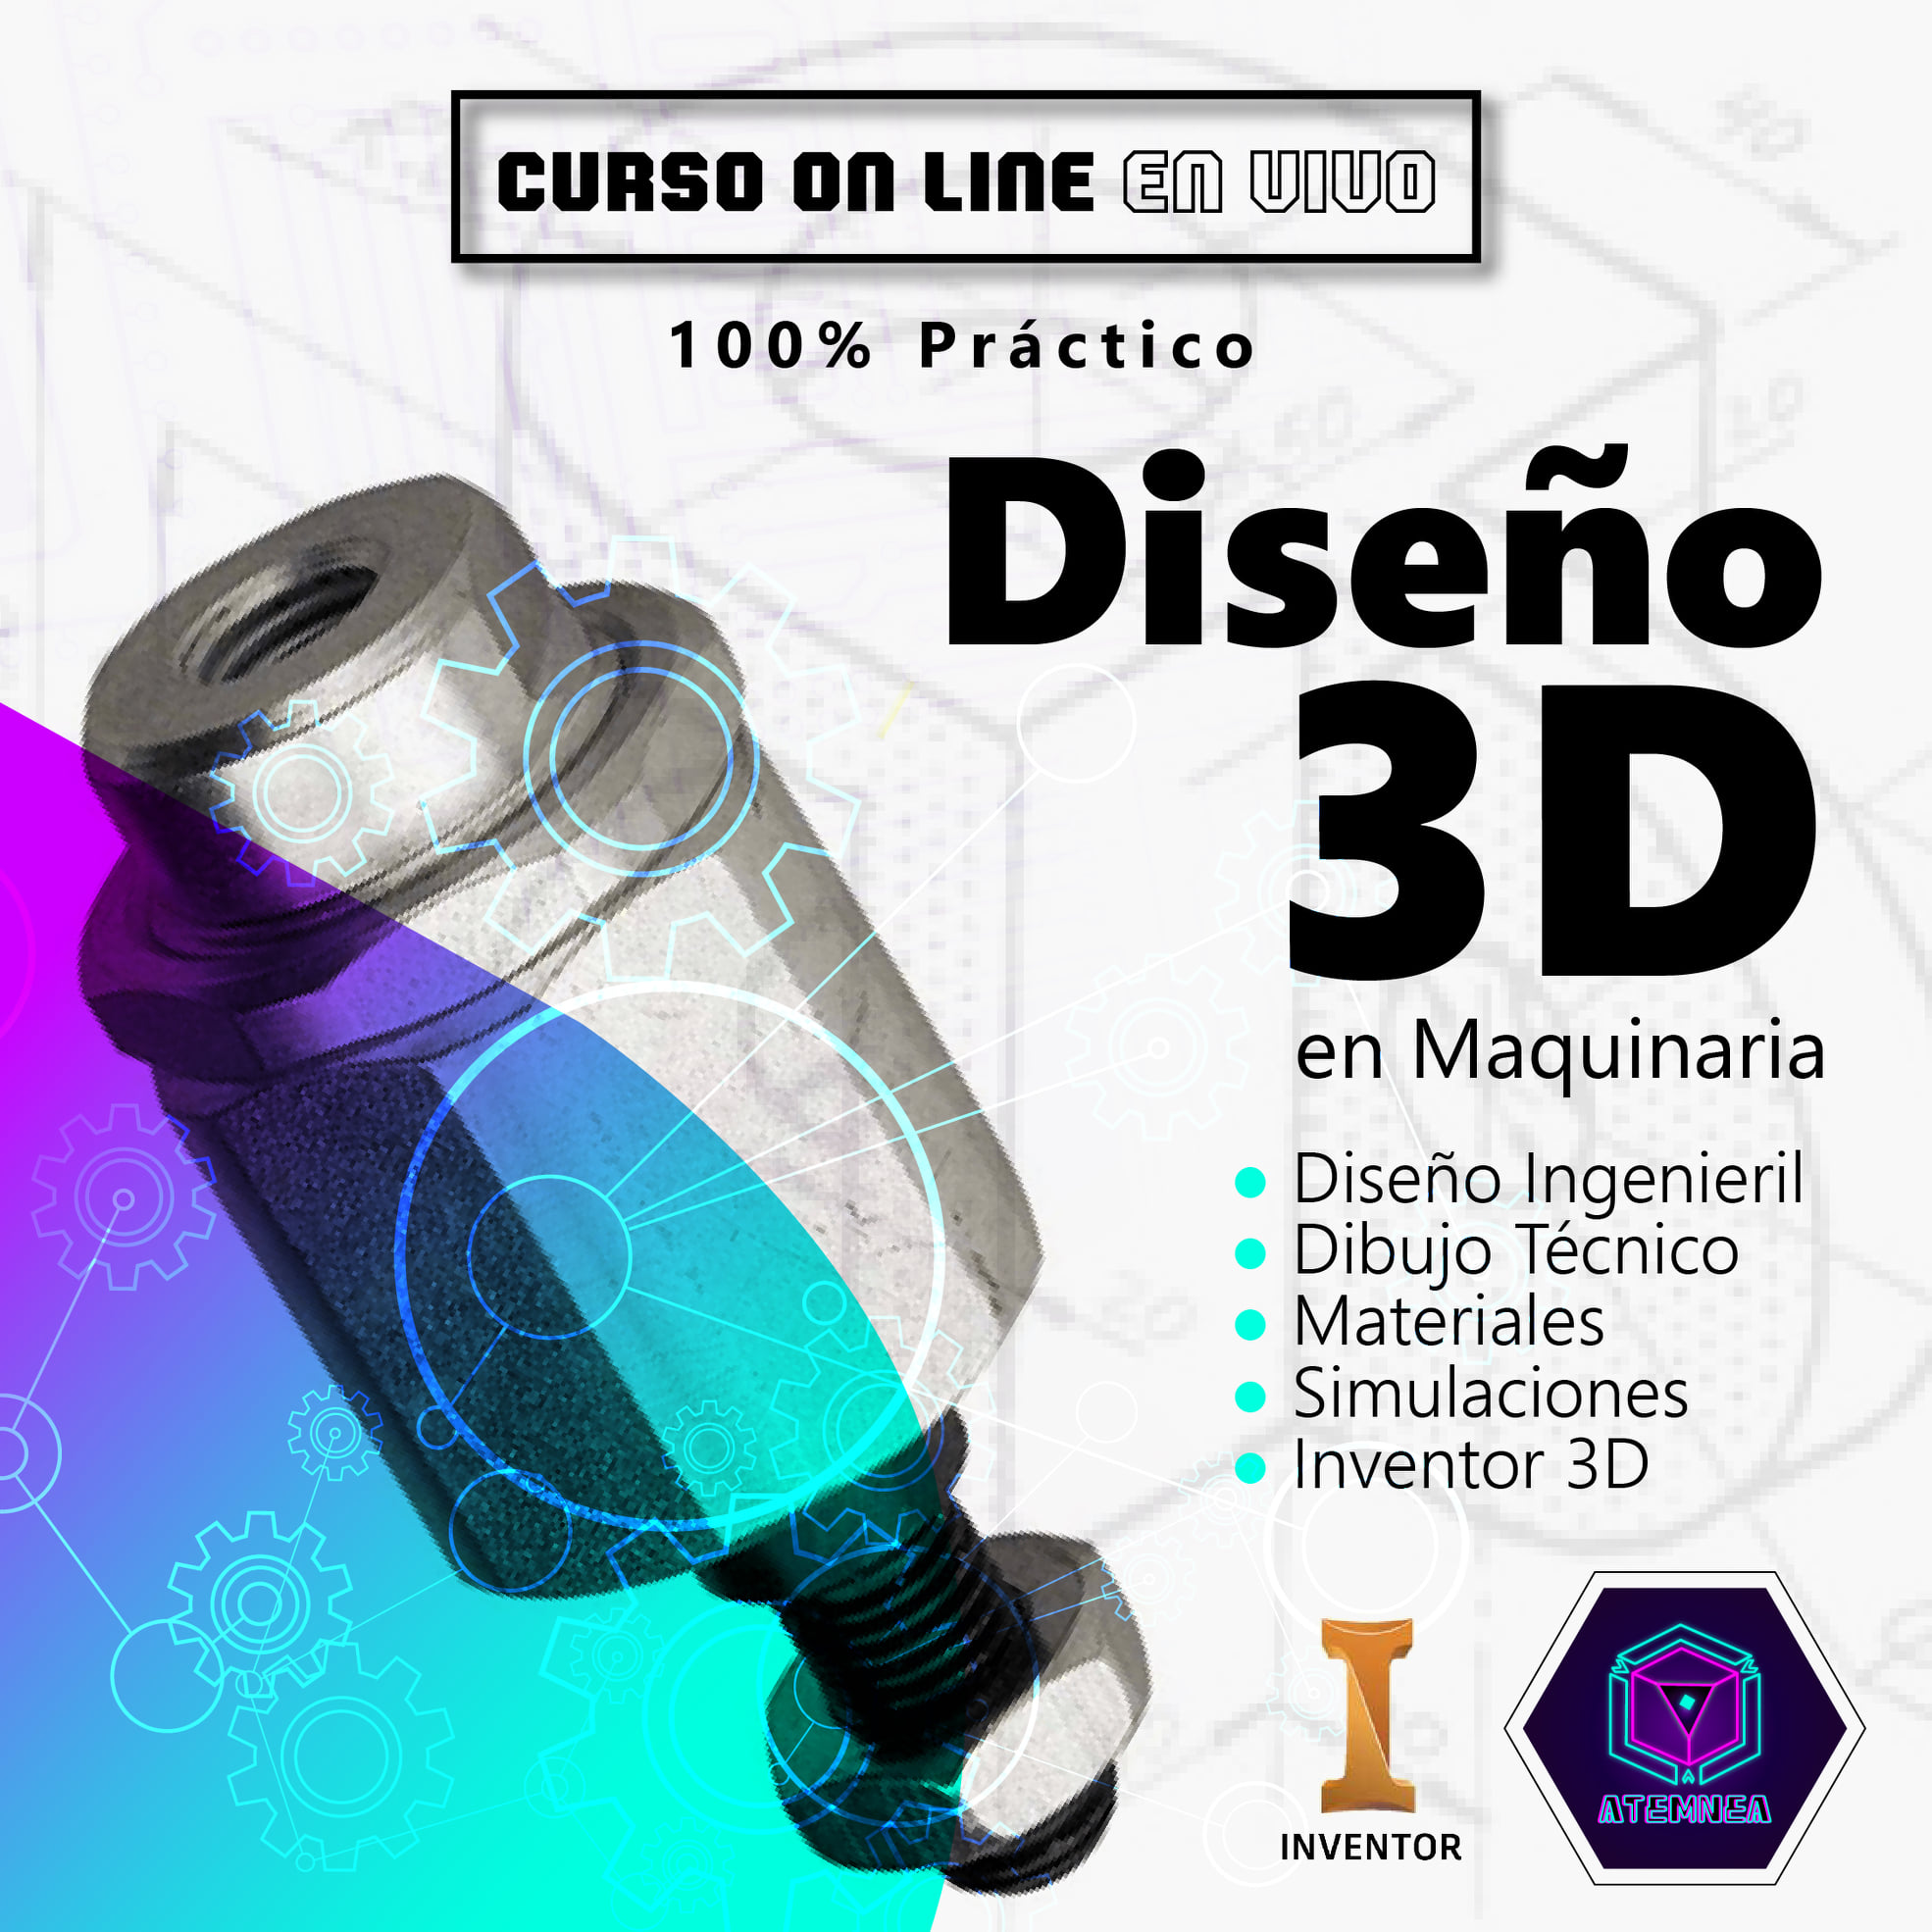 CURSO ON LINE EN VIVO
100% Práctico
Diseño
3D
en Maquinaria
Diseño Ingenieril
Dibujo Técnico
Materiales
Simulaciones
Inventor 3D
I
INVENTOR
ATEMNEA